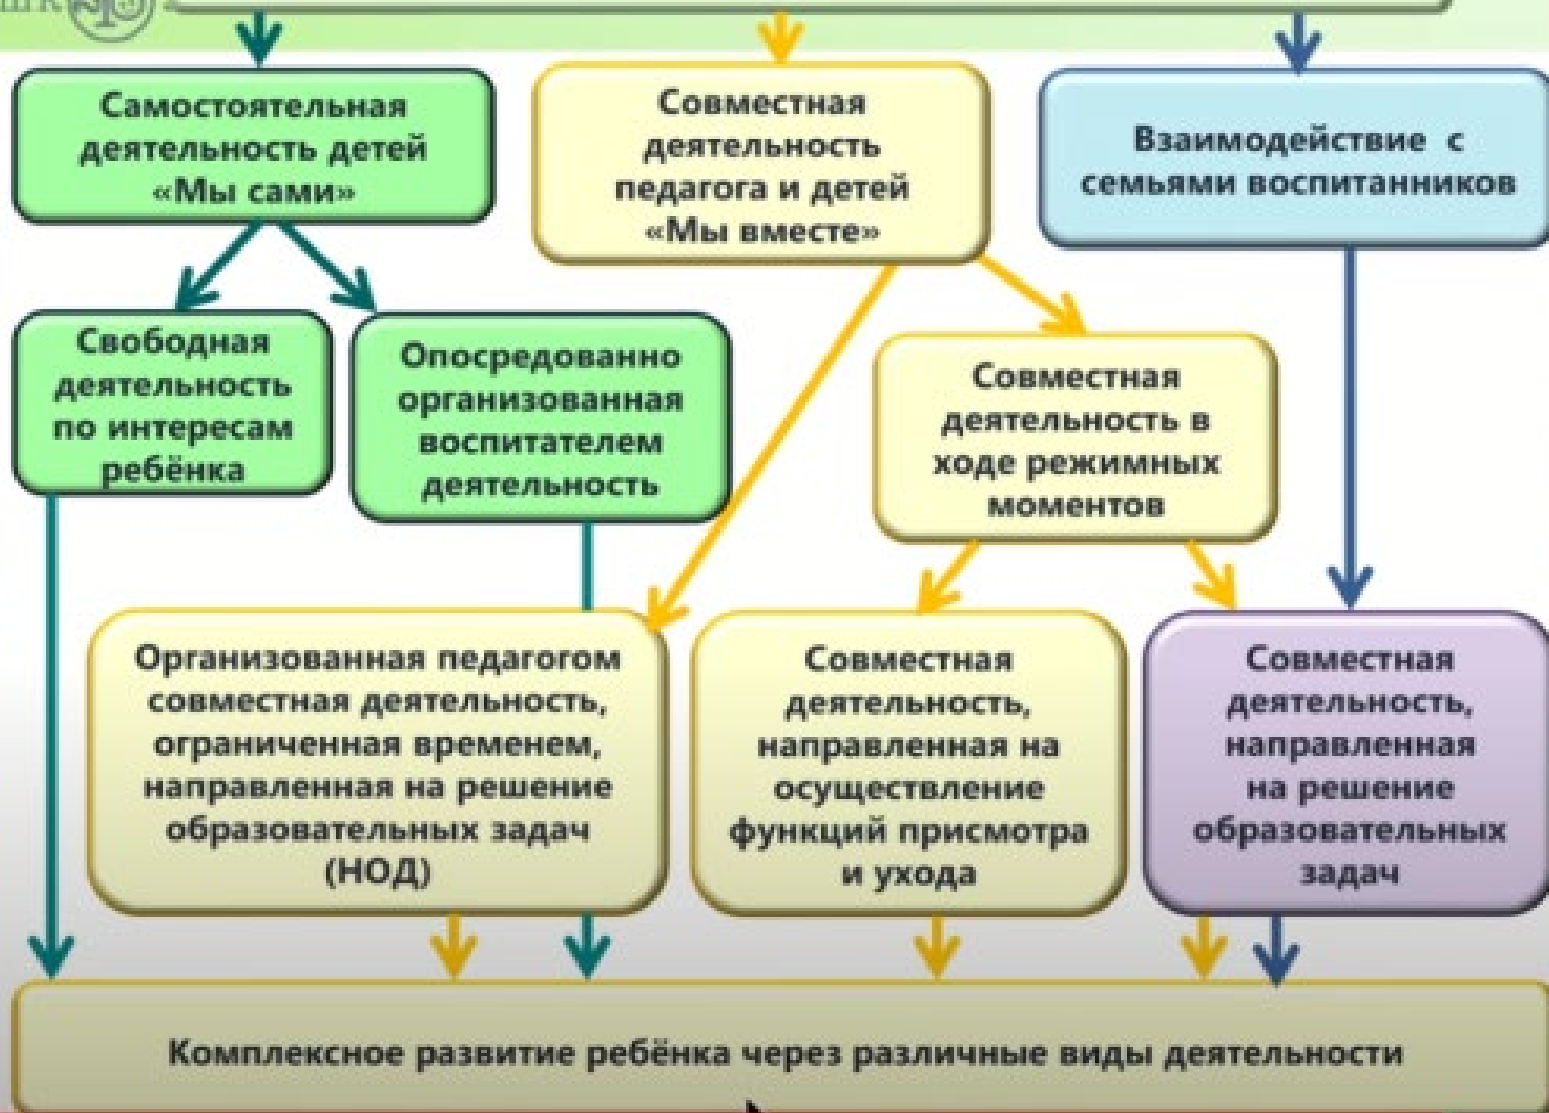 Самостоятельная
деятельность детей
«Мы сами»
Совместная
деятельность
педагога и детей
«Мы вместе»
Взаимодействие с
семьями воспитанников
Свободная
деятельность
по интересам
ребёнка
Опосредованно
организованная
воспитателем
деятельность
Совместная
деятельность в
ходе режимных
моментов
Организованная педагогом
совместная деятельность,
ограниченная временем,
направленная на решение
образовательных задач
(НОД)
Совместная
деятельность,
направленная на
осуществление
функций присмотра
и ухода
Совместная
деятельность,
направленная
на решение
образовательных
задач
Комплексное развитие ребёнка через различные виды деятельности